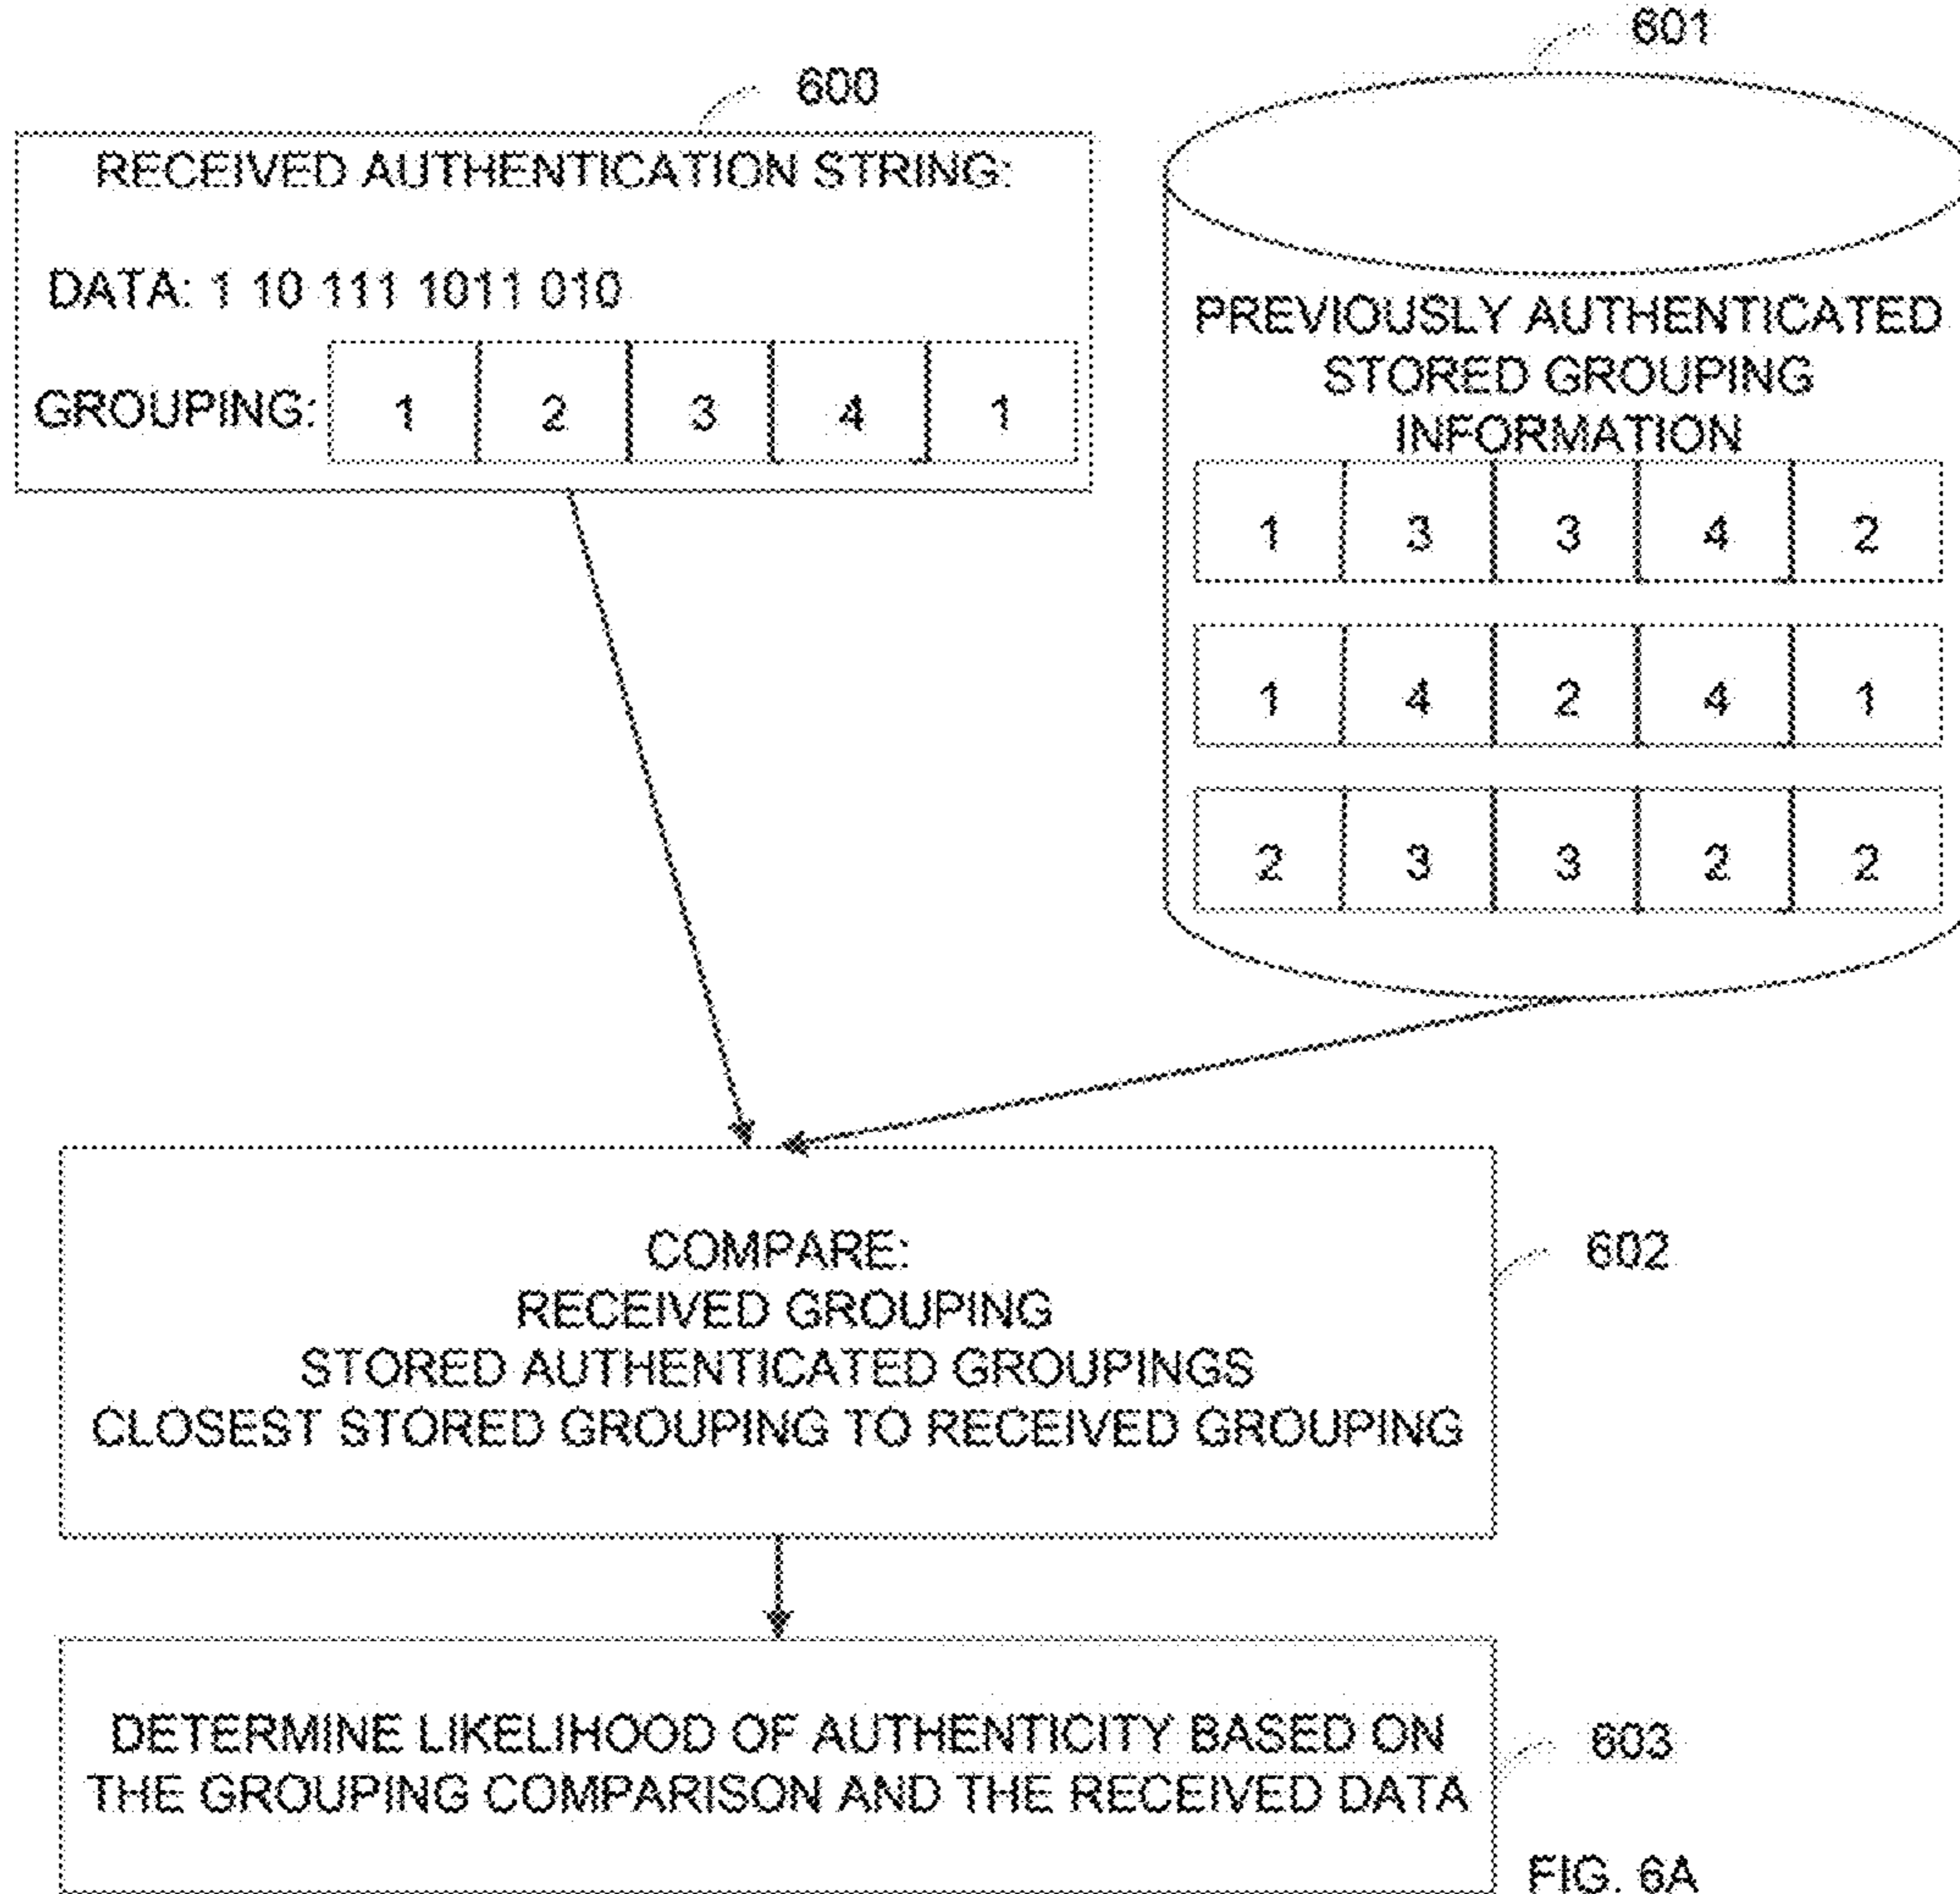 600
601
RECEIVED AUTHENTICATION STRING:
DATA: 1 10 111 1011 010
GROUPING: 1 2 3 4 1
PREVIOUSLY AUTHENTICATED
STORED GROUPING
INFORMATION
1 3 3 4 2
1 4 2 4 1
2 3 3 2 2
COMPARE:
RECEIVED GROUPING
STORED AUTHENTICATED GROUPINGS
CLOSEST STORED GROUPING TO RECEIVED GROUPING
602
DETERMINE LIKELIHOOD OF AUTHENTICITY BASED ON
THE GROUPING COMPARISON AND THE RECEIVED DATA
603
FIG. 6A